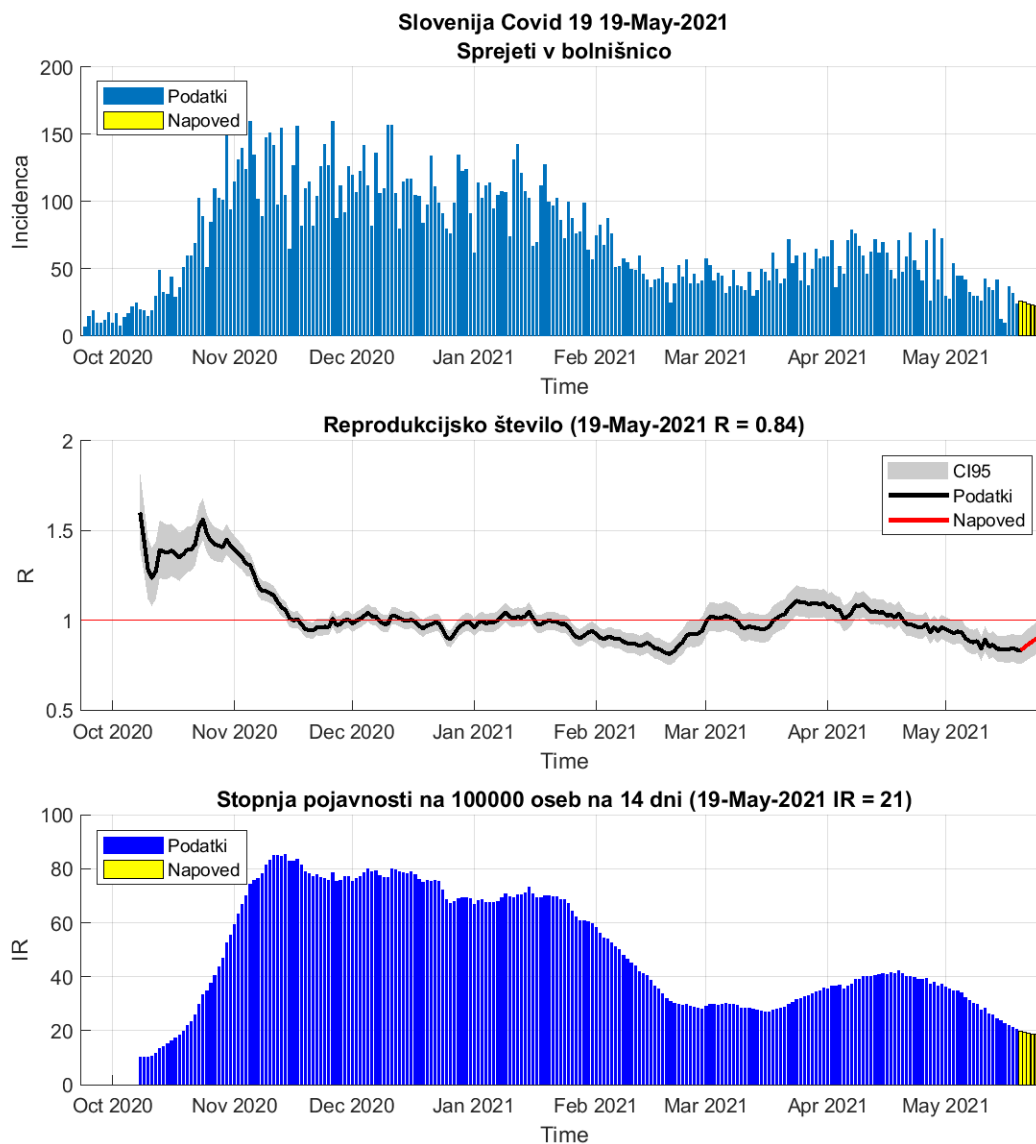 Slovenija Covid 19 19-May-2021
Sprejeti v bolnišnico
200
150
100
50
0
Incidenca
Podatki
Napoved
Oct 2020 Nov 2020 Dec 2020 Jan 2021 Feb 2021 Mar 2021 Apr 2021 May 2021
Time
Reprodukcijsko število (19-May-2021 R = 0.84)
2
1.5
1
0.5
R
CI95
Podatki
Napoved
Oct 2020 Nov 2020 Dec 2020 Jan 2021 Feb 2021 Mar 2021 Apr 2021 May 2021
Time
Stopnja pojavnosti na 100000 oseb na 14 dni (19-May-2021 IR = 21)
100
80
60
40
20
0
IR
Podatki
Napoved
Oct 2020 Nov 2020 Dec 2020 Jan 2021 Feb 2021 Mar 2021 Apr 2021 May 2021
Time